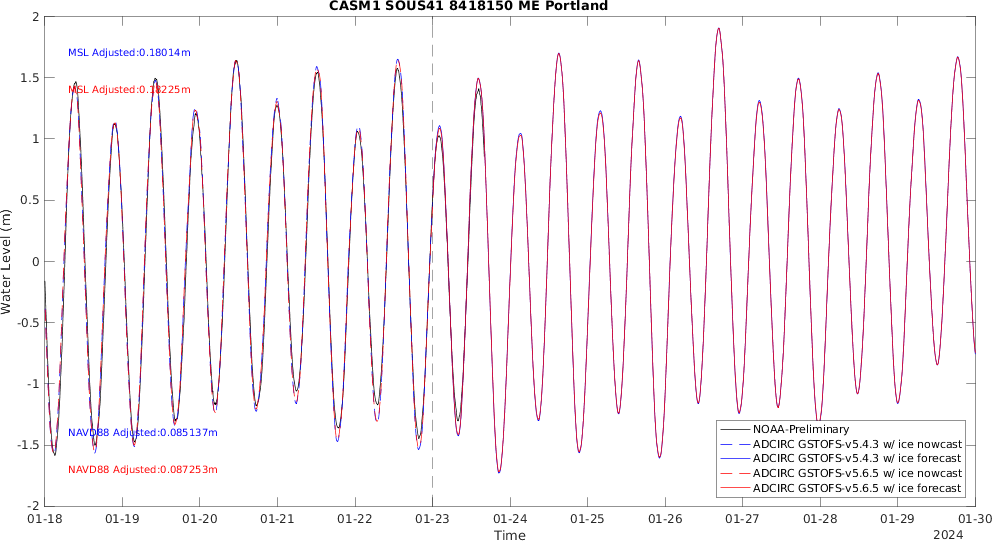 CASM1 SOUS41 8418150 ME Portland
2
1.5
1
0.5
0
-0.5
-1
-1.5
-2
Water Level (m)
MSL Adjusted:0.18014m
MSL Adjusted:0.18225m
NAVD88 Adjusted:0.085137m
NAVD88 Adjusted:0.087253m
NOAA-Preliminary
ADCIRC GSTOFS-v5.4.3 w/ ice nowcast
ADCIRC GSTOFS-v5.4.3 w/ ice forecast
ADCIRC GSTOFS-v5.6.5 w/ ice nowcast
ADCIRC GSTOFS-v5.6.5 w/ ice forecast
01-18 01-19 01-20 01-21 01-22 01-23 01-24 01-25 01-26 01-27 01-28 01-29 01-30
Time
2024